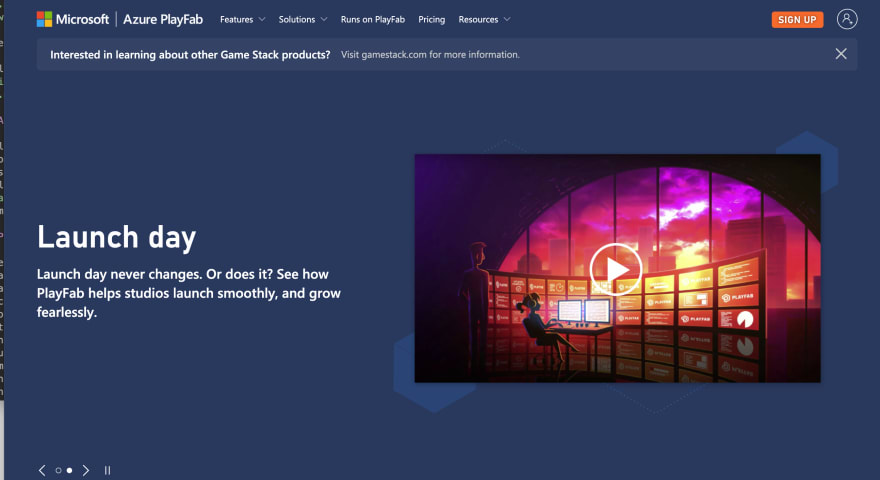 Microsoft Azure PlayFab Features Solutions Runs on PlayFab Pricing Resources SIGN UP
Interested in learning about other Game Stack products? Visit gamestack.com for more information.
Launch day
Launch day never changes. Or does it? See how
PlayFab helps studios launch smoothly, and grow
fearlessly.
PLAYFAB
PLAYFAB
PLAYFAB